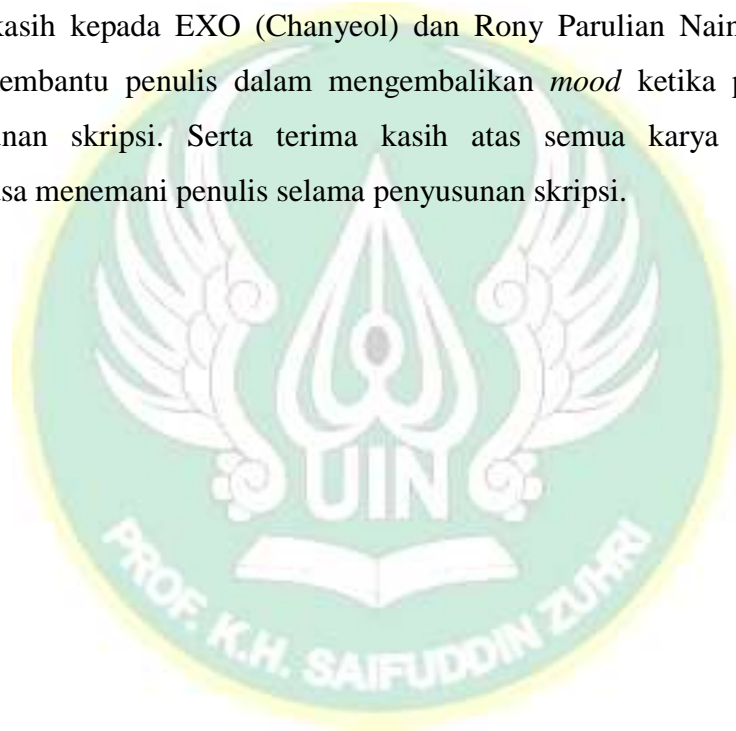 kasih kepada EXO (Chanyeol) dan Rony Parulian Nain
embantu penulis dalam mengembalikan mood ketika p
nan skripsi. Serta terima kasih atas semua karya
sa menemani penulis selama penyusunan skripsi.
UIN
PROF. K.H. SAIFUDDIN ZUHRI